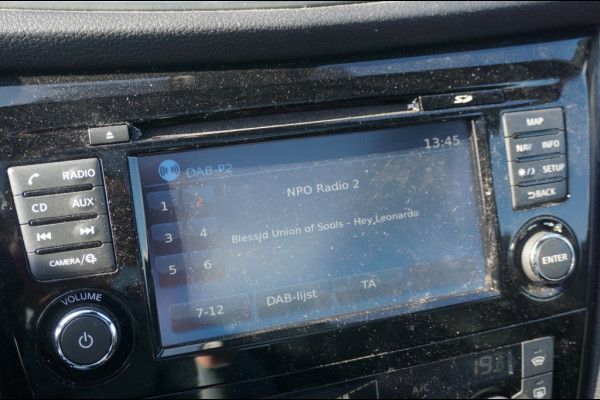 RADIO
CD AUX
CAMERA/
VOLUME
DAB-P2
13:45
1 2
3 4
5 6
7-12
NPO Radio 2
Blessid Union of Souls - Hey Leonardo
DAB-lijst
TA
MAP
NAV INFO
SETUP
BACK
ENTER
A/C